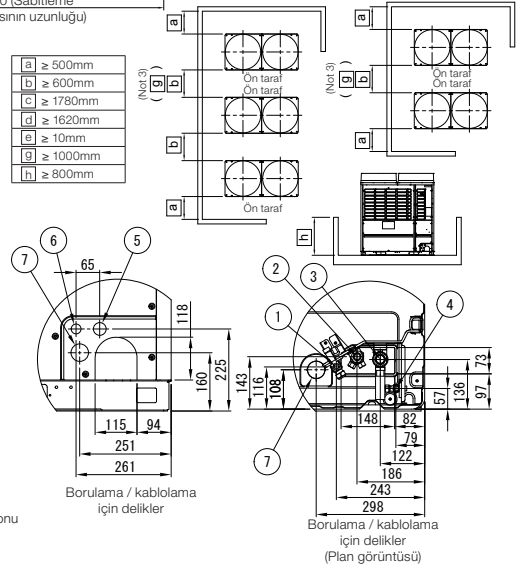 0 (Sabitleme
sının uzunluğu)
a ≥ 500mm
b ≥ 600mm
c ≥ 1780mm
d ≥ 1620mm
e ≥ 10mm
g ≥ 1000mm
h ≥ 800mm
a
Ön taraf
(Not 3)
( g )
b
Ön taraf
b
a
Ön taraf
a
Ön taraf
(Not 3)
( g )
b
Ön taraf
a
h
6
5
7
65
118
225
160
115
94
251
261
Borulama / kablolama
için delikler
onu
2
3
1
4
143
116
108
73
136
97
57
148
82
79
122
7
186
243
298
Borulama / kablolama
için delikler
(Plan görüntüsü)